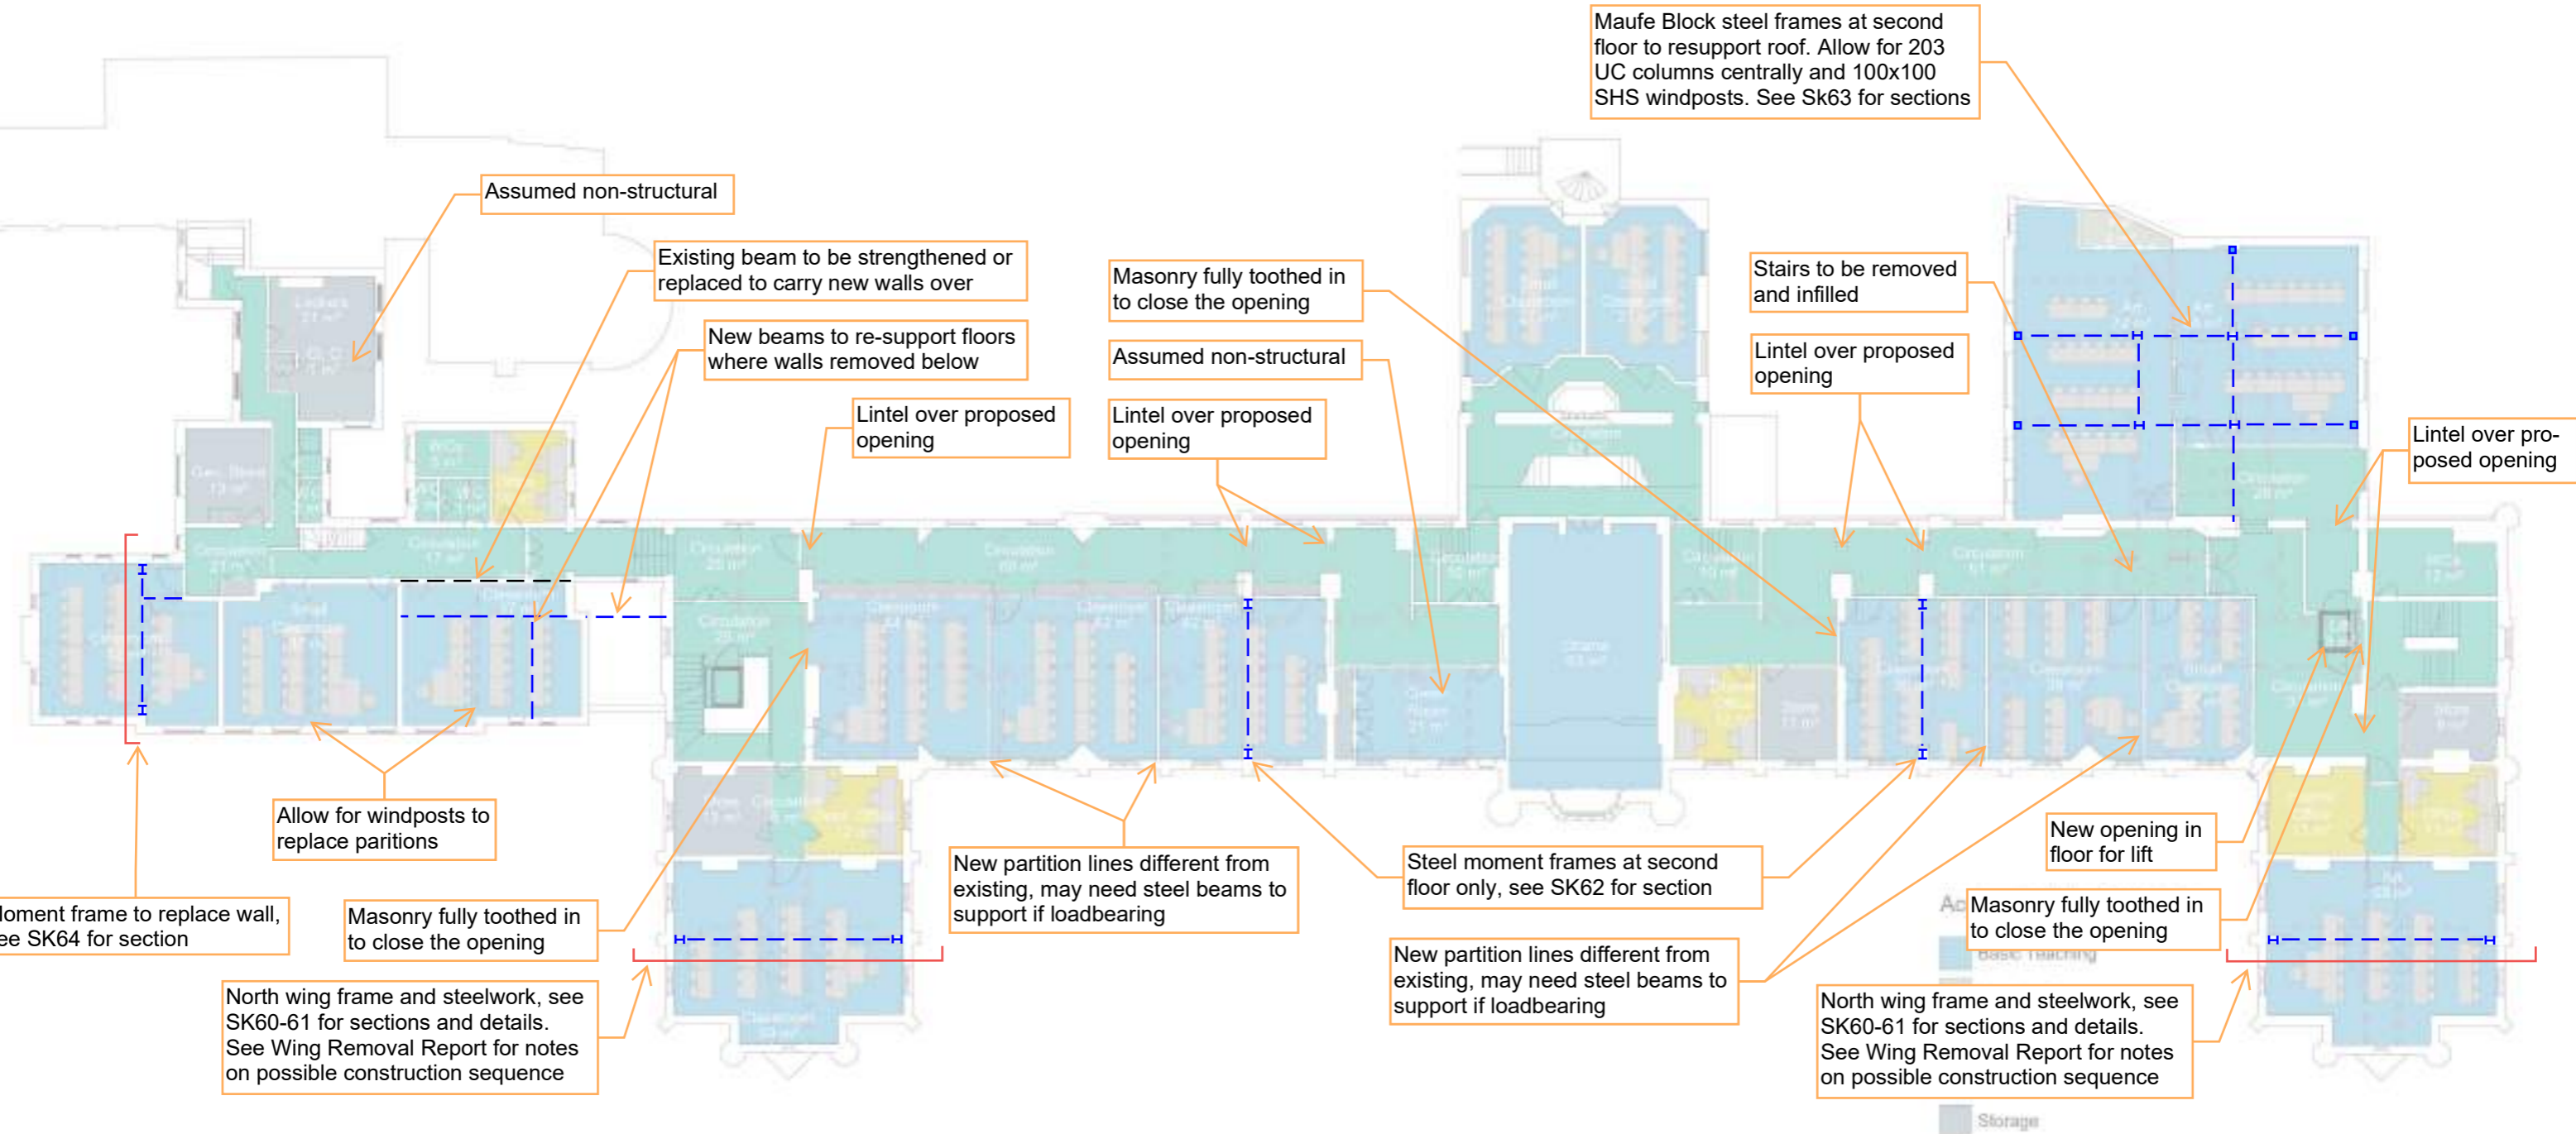 Maufe Block steel frames at second
floor to resupport roof. Allow for 203
UC columns centrally and 100x100
SHS windposts. See Sk63 for sections
Assumed non-structural
Existing beam to be strengthened or
replaced to carry new walls over
New beams to re-support floors
where walls removed below
Lintel over proposed
opening
Masonry fully toothed in
to close the opening
Assumed non-structural
Lintel over proposed
opening
Stairs to be removed
and infilled
Lintel over proposed
opening
Lintel over pro-
posed opening
Allow for windposts to
replace paritions
oment frame to replace wall,
ee SK64 for section
Masonry fully toothed in
to close the opening
North wing frame and steelwork, see
SK60-61 for sections and details.
See Wing Removal Report for notes
on possible construction sequence
New partition lines different from
existing, may need steel beams to
support if loadbearing
Steel moment frames at second
floor only, see SK62 for section
New partition lines different from
existing, may need steel beams to
support if loadbearing
New opening in
floor for lift
Masonry fully toothed in
to close the opening
North wing frame and steelwork, see
SK60-61 for sections and details.
See Wing Removal Report for notes
on possible construction sequence
Basic Teaching
Storage